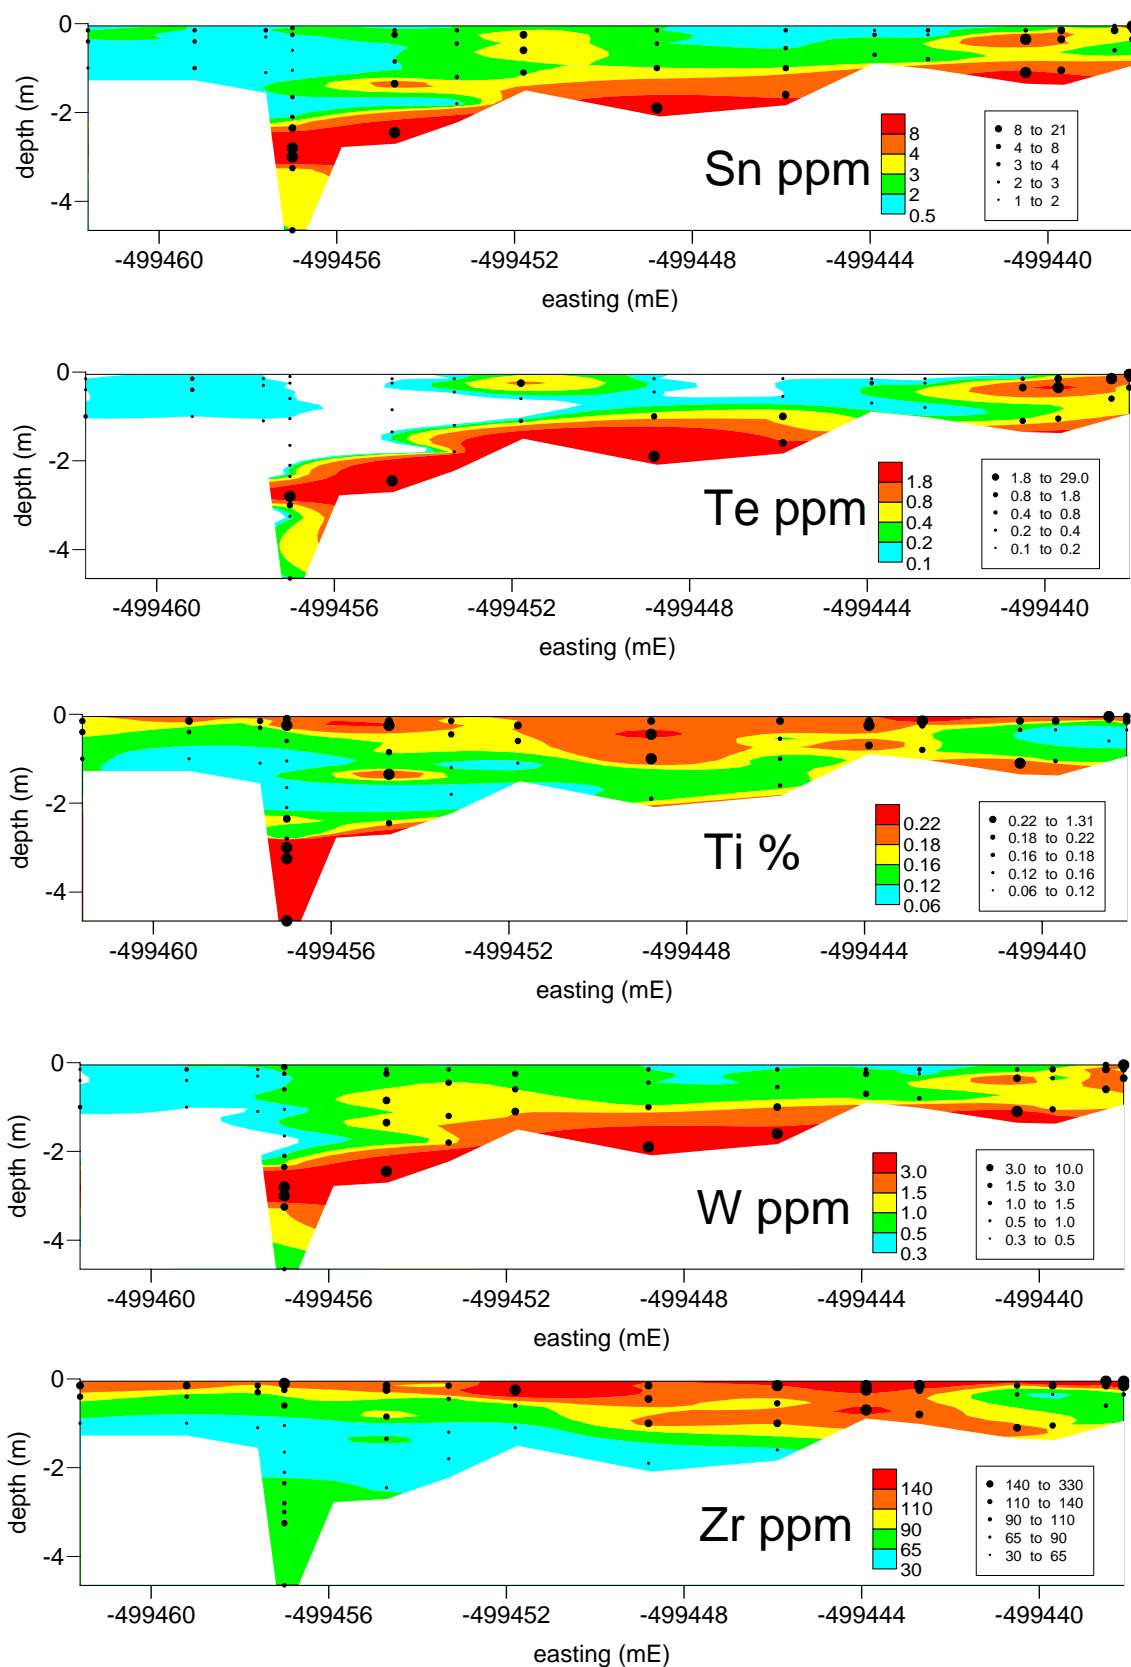 0
-2
-4
depth (m)
Sn ppm
8
4
3
2
0.5
8 to 21
4 to 8
3 to 4
2 to 3
1 to 2
-499460 -499456 -499452 -499448 -499444 -499440
easting (mE)
0
-2
-4
depth (m)
Te ppm
1.8
0.8
0.4
0.2
0.1
1.8 to 29.0
0.8 to 1.8
0.4 to 0.8
0.2 to 0.4
0.1 to 0.2
-499460 -499456 -499452 -499448 -499444 -499440
easting (mE)
0
-2
-4
depth (m)
Ti %
0.22
0.18
0.16
0.12
0.06
0.22 to 1.31
0.18 to 0.22
0.16 to 0.18
0.12 to 0.16
0.06 to 0.12
-499460 -499456 -499452 -499448 -499444 -499440
easting (mE)
0
-2
-4
depth (m)
W ppm
3.0
1.5
1.0
0.5
0.3
3.0 to 10.0
1.5 to 3.0
1.0 to 1.5
0.5 to 1.0
0.3 to 0.5
-499460 -499456 -499452 -499448 -499444 -499440
easting (mE)
0
-2
-4
depth (m)
Zr ppm
140
110
90
65
30
140 to 330
110 to 140
90 to 110
65 to 90
30 to 65
-499460 -499456 -499452 -499448 -499444 -499440
easting (mE)